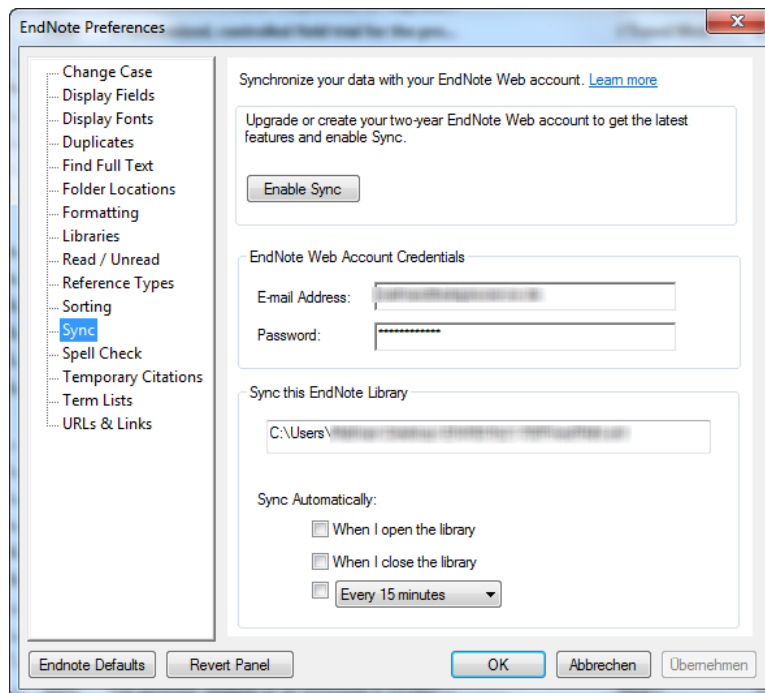 EndNote Preferences
Change Case
Display Fields
Display Fonts
Duplicates
Find Full Text
Folder Locations
Formatting
Libraries
Read / Unread
Reference Types
Sorting
Sync
Spell Check
Temporary Citations
Term Lists
URLs & Links
Synchronize your data with your EndNote Web account. Learn more
Upgrade or create your two-year EndNote Web account to get the latest
features and enable Sync.
Enable Sync
EndNote Web Account Credentials
E-mail Address:
Password:
************
Sync this EndNote Library
C:\Users\
Sync Automatically:
When I open the library
When I close the library
Every 15 minutes
Endnote Defaults
Revert Panel
OK
Abbrechen
Übernehmen